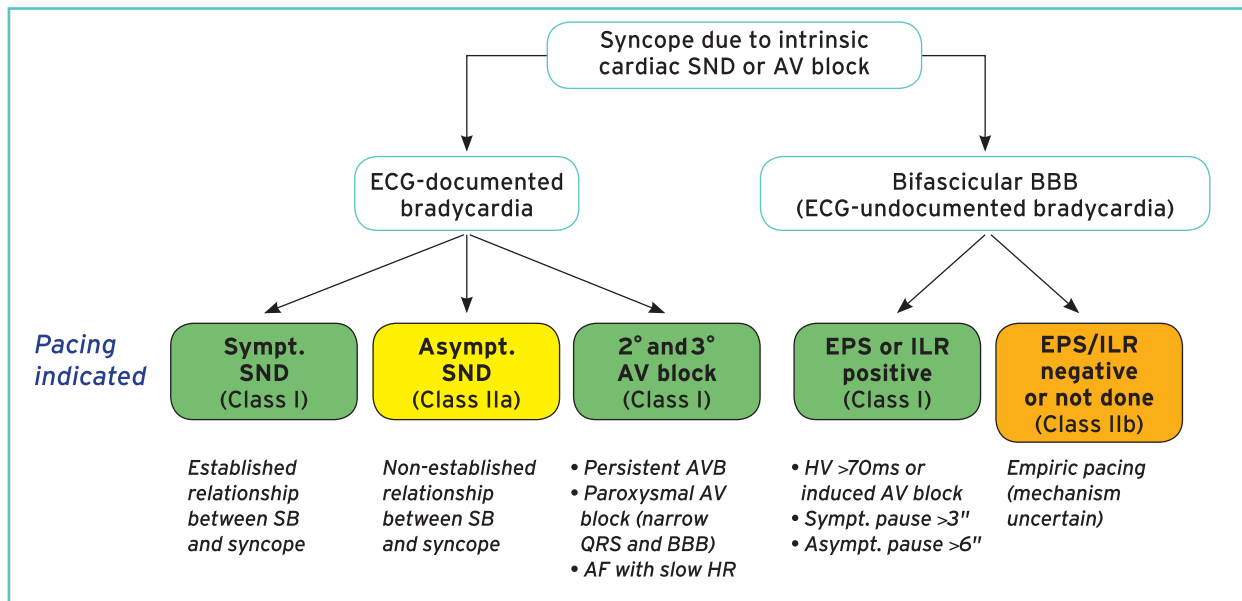 Syncope due to intrinsic
cardiac SND or AV block
ECG-documented
bradycardia
Bifascicular BBB
(ECG-undocumented bradycardia)
Pacing
indicated
Sympt.
SND
(Class I)
Asympt.
SND
(Class IIa)
2° and 3°
AV block
(Class I)
EPS or ILR
positive
(Class I)
EPS/ILR
negative
or not done
(Class IIb)
Established
relationship
between SB
and syncope
Non-established
relationship
between SB
and syncope
• Persistent AVB
• Paroxysmal AV
block (narrow
QRS and BBB)
• AF with slow HR
• HV >70ms or
induced AV block
• Sympt. pause >3"
• Asympt. pause >6"
Empiric pacing
(mechanism
uncertain)